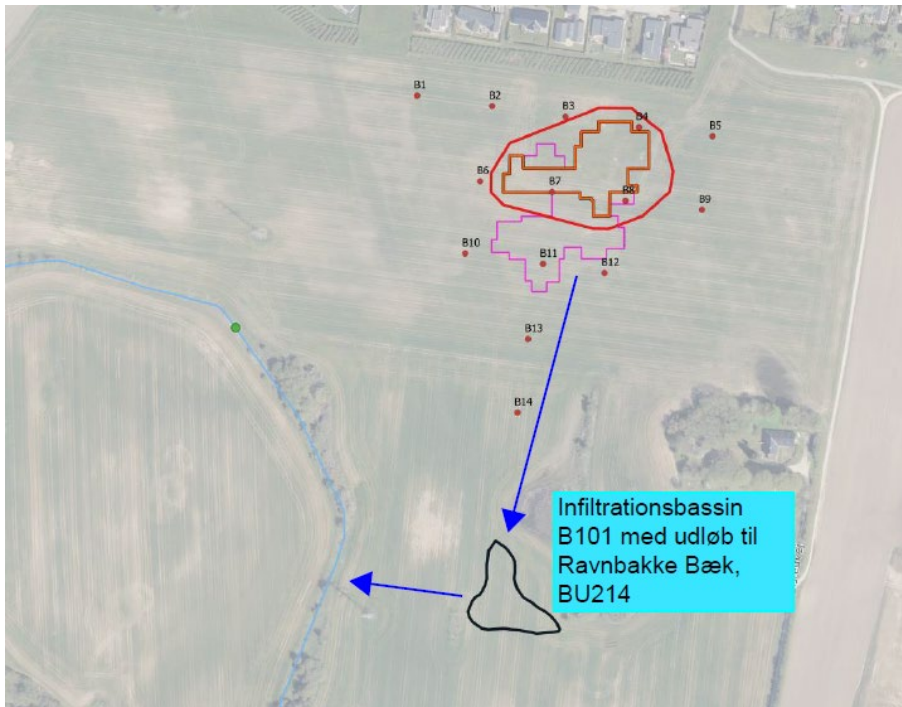 B1
B2
B3
B4
B5
B6
B7
B8
B9
B10
B11
B12
B13
B14
Infiltrationsbassin
B101 med udløb til
Ravnbakke Bæk,
BU214